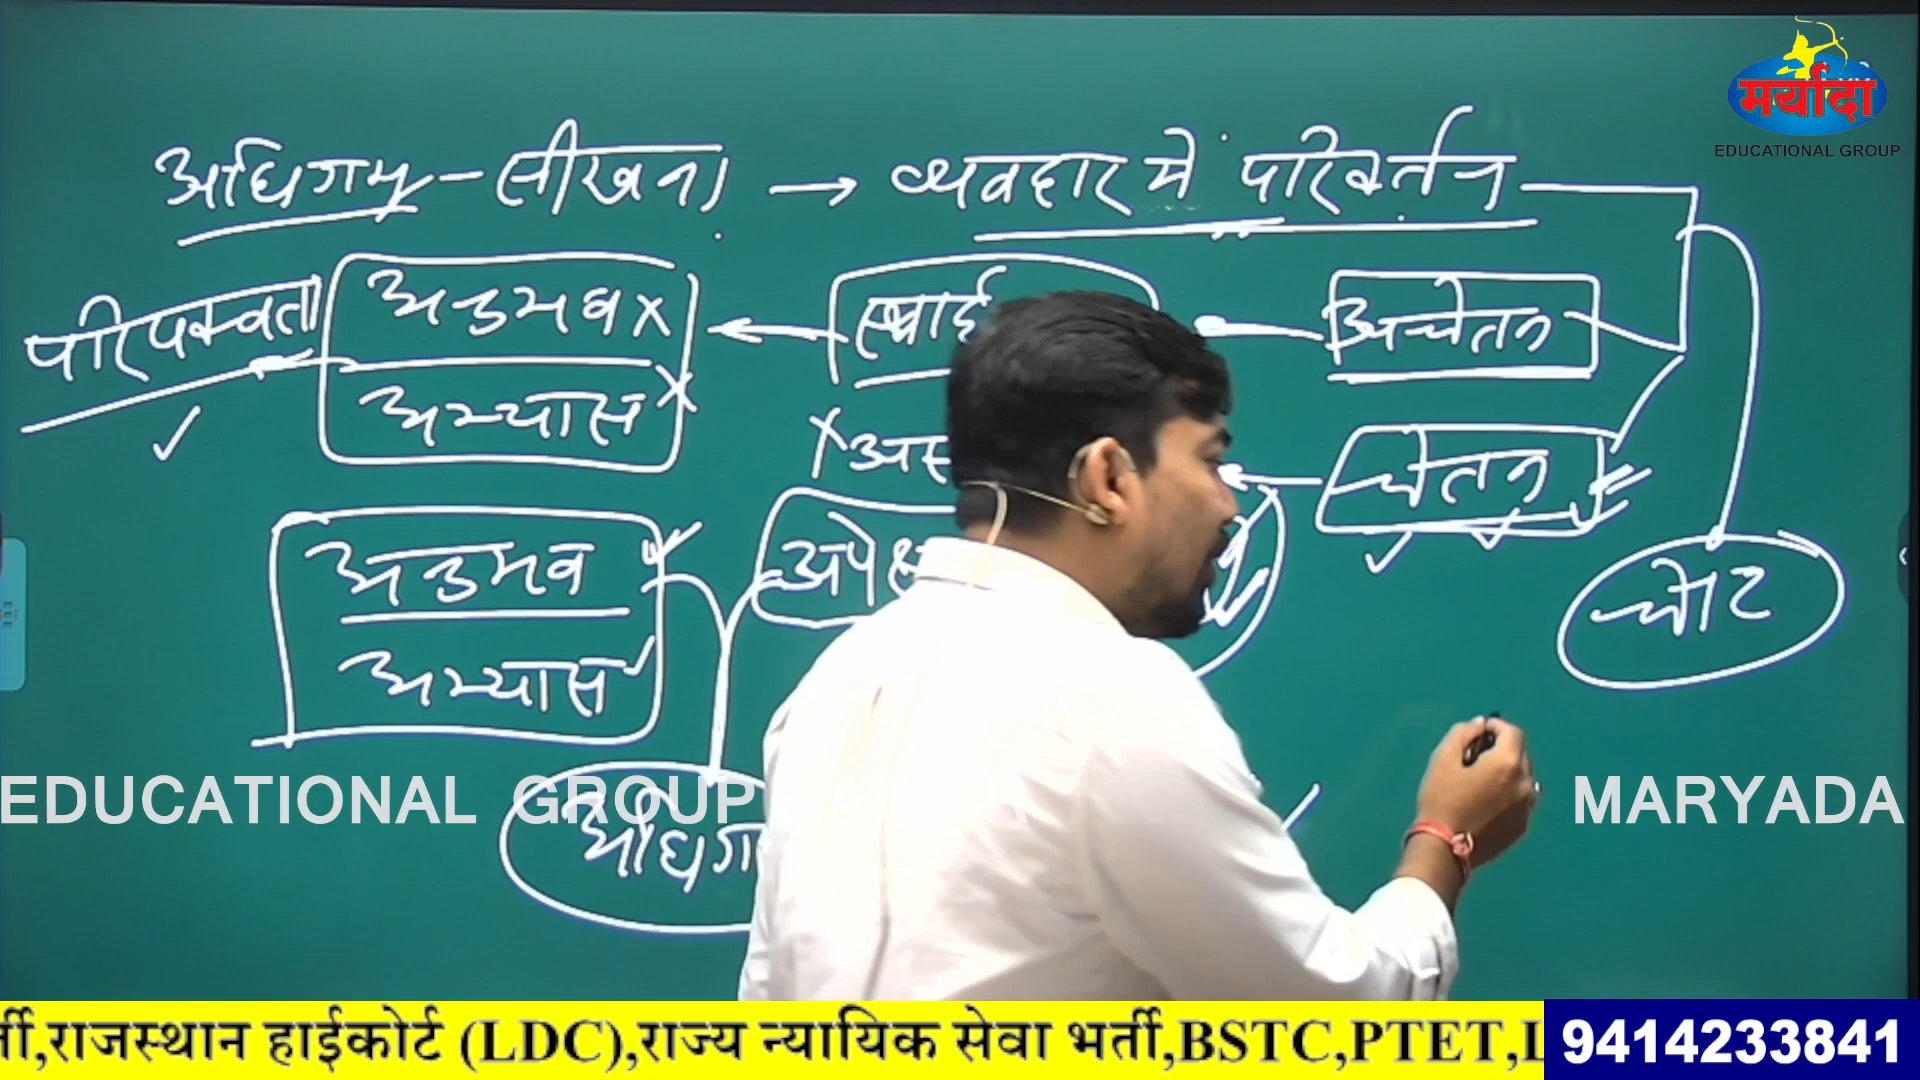 मर्यादा
EDUCATIONAL GROUP
अधिगम - सीखना → व्यवहार में परिवर्तन
परिपक्वता अनुभव x ← अचेतन
अभ्यास x
x चेतन
अनुभव चोट
अभ्यास
EDUCATIONAL GROUP MARYADA
र्ती,राजस्थान हाईकोर्ट (LDC),राज्य न्यायिक सेवा भर्ती,BSTC,PTET,L 9414233841